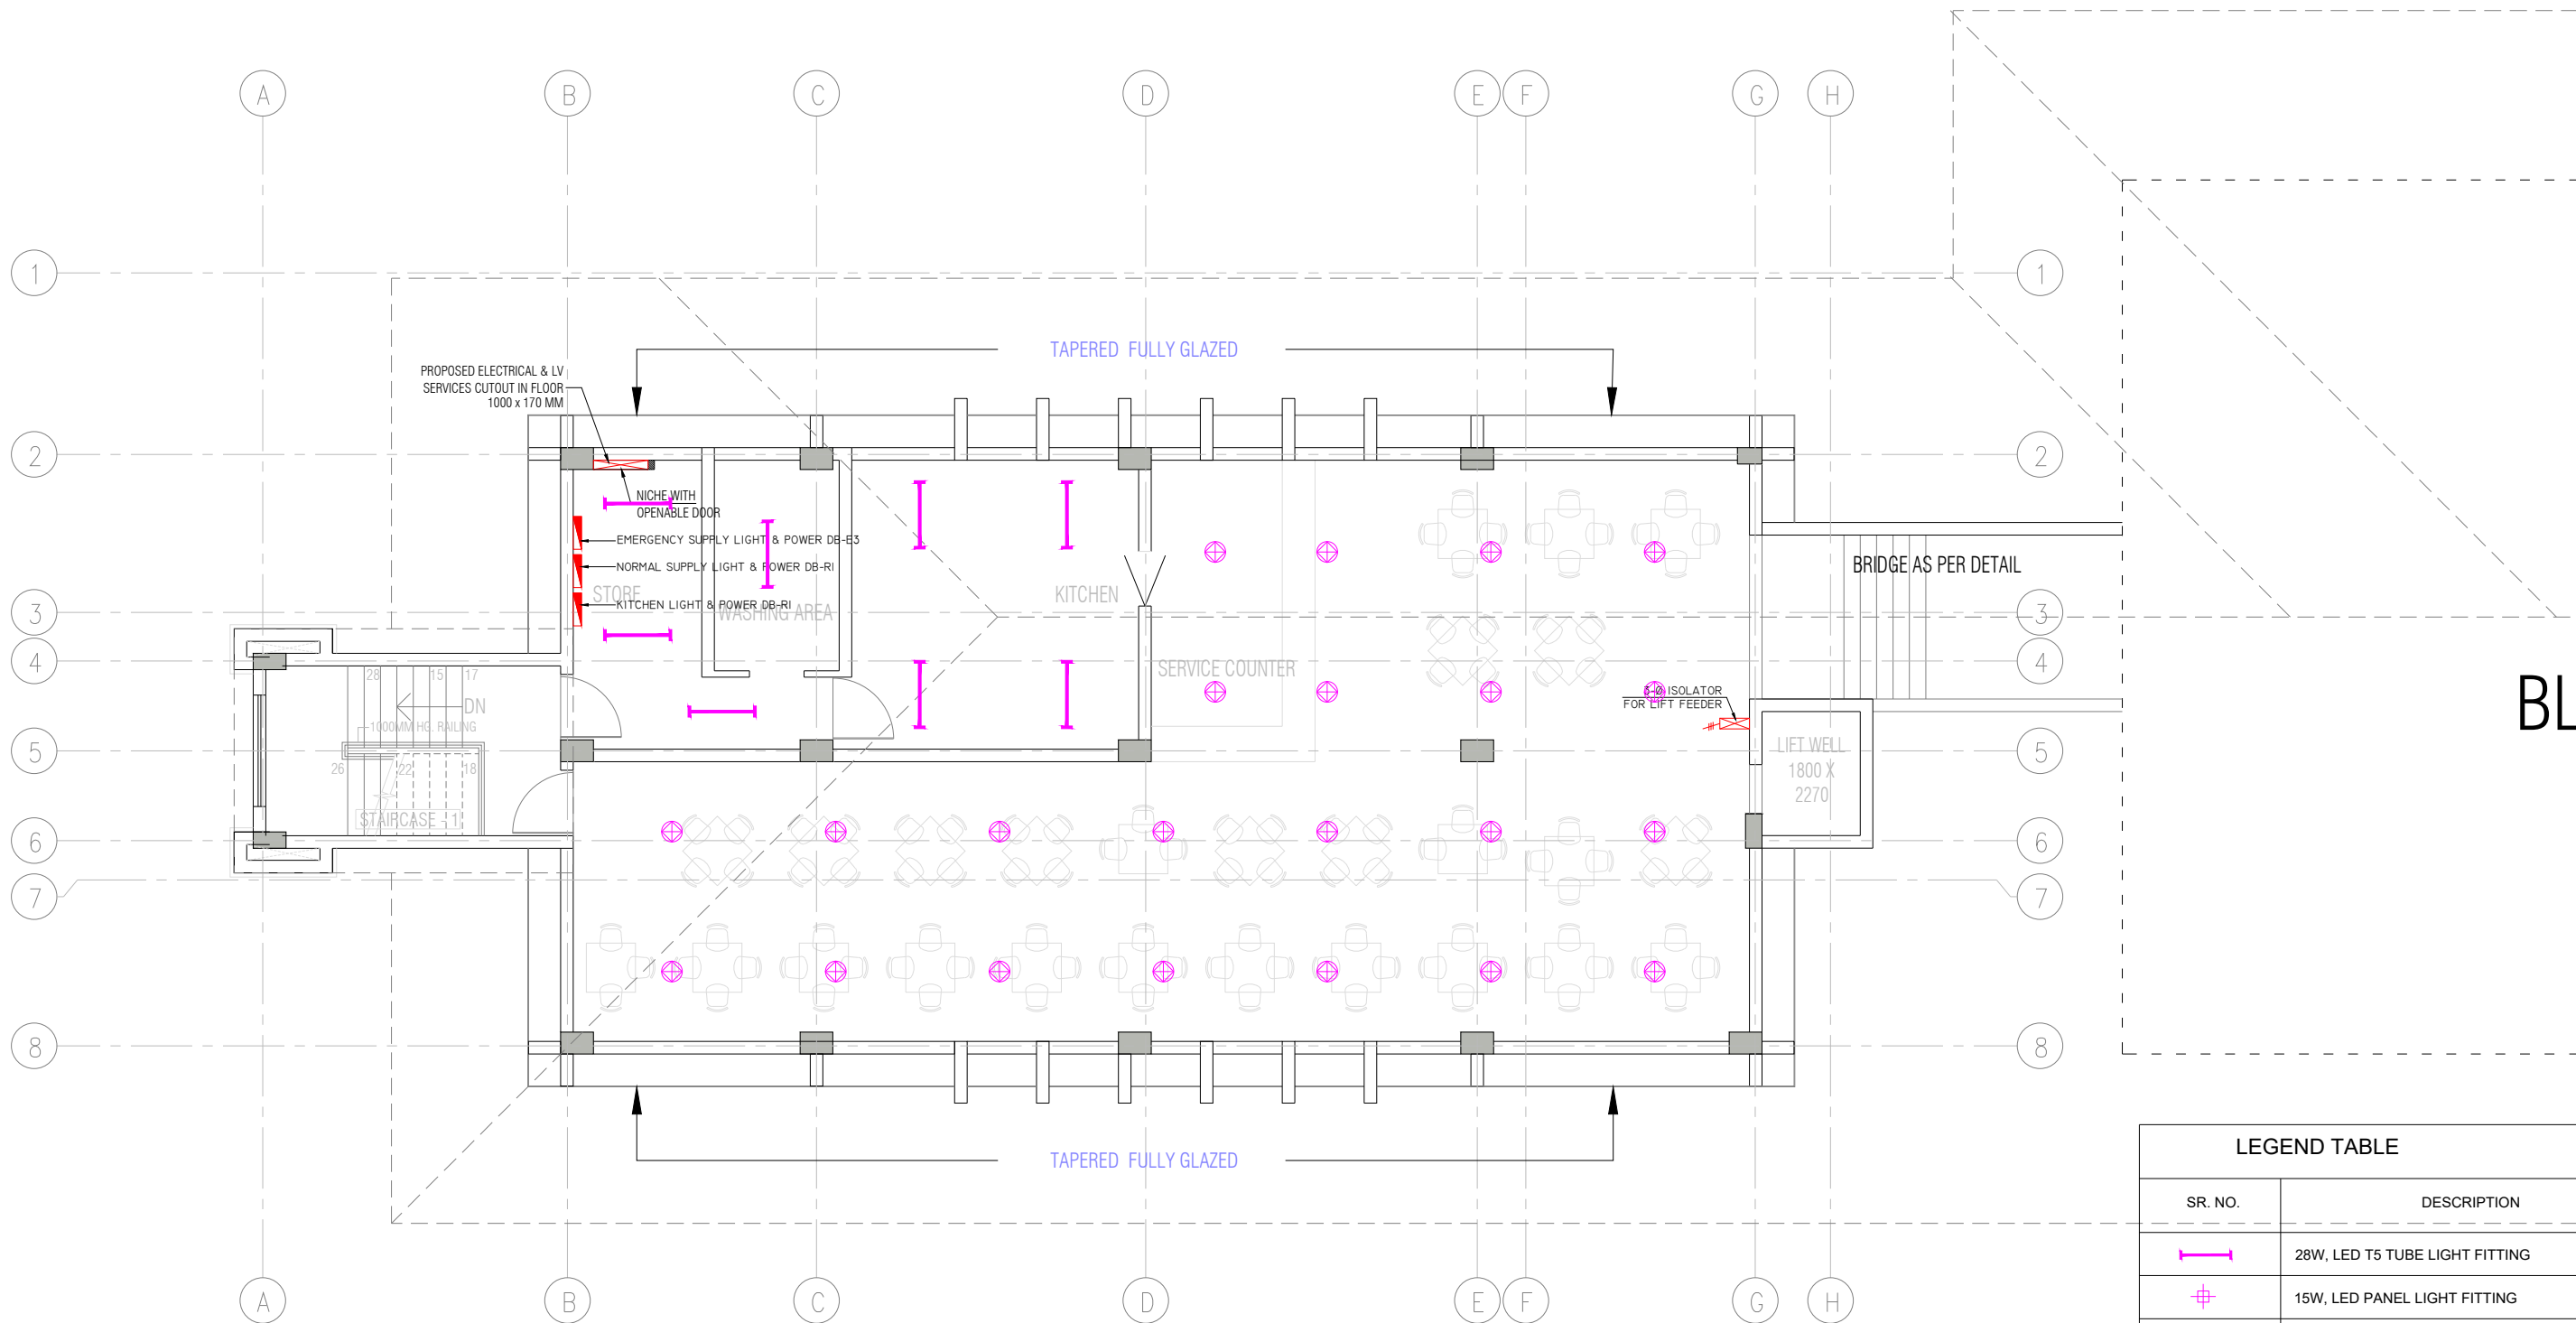 A B C D E F G H
1 1
TAPERED FULLY GLAZED
PROPOSED ELECTRICAL & LV
SERVICES CUTOUT IN FLOOR
1000 x 170 MM
2 2
NICHE WITH
OPENABLE DOOR
EMERGENCY SUPPLY LIGHT & POWER DB-E3
NORMAL SUPPLY LIGHT & POWER DB-RI
BRIDGE AS PER DETAIL
STORE
KITCHEN
KITCHEN LIGHT & POWER DB-RI
WASHING AREA
3 3
4 4
SERVICE COUNTER
28 15 17
DN
3-Ø ISOLATOR
FOR LIFT FEEDER
BL
1000MM HG. RAILING
5 5
LIFT WELL
1800 X
2270
26 22 18
STAIRCASE - 1
6 6
7 7
8 8
TAPERED FULLY GLAZED
LEGEND TABLE
SR. NO. DESCRIPTION
28W, LED T5 TUBE LIGHT FITTING
15W, LED PANEL LIGHT FITTING
A B C D E F G H